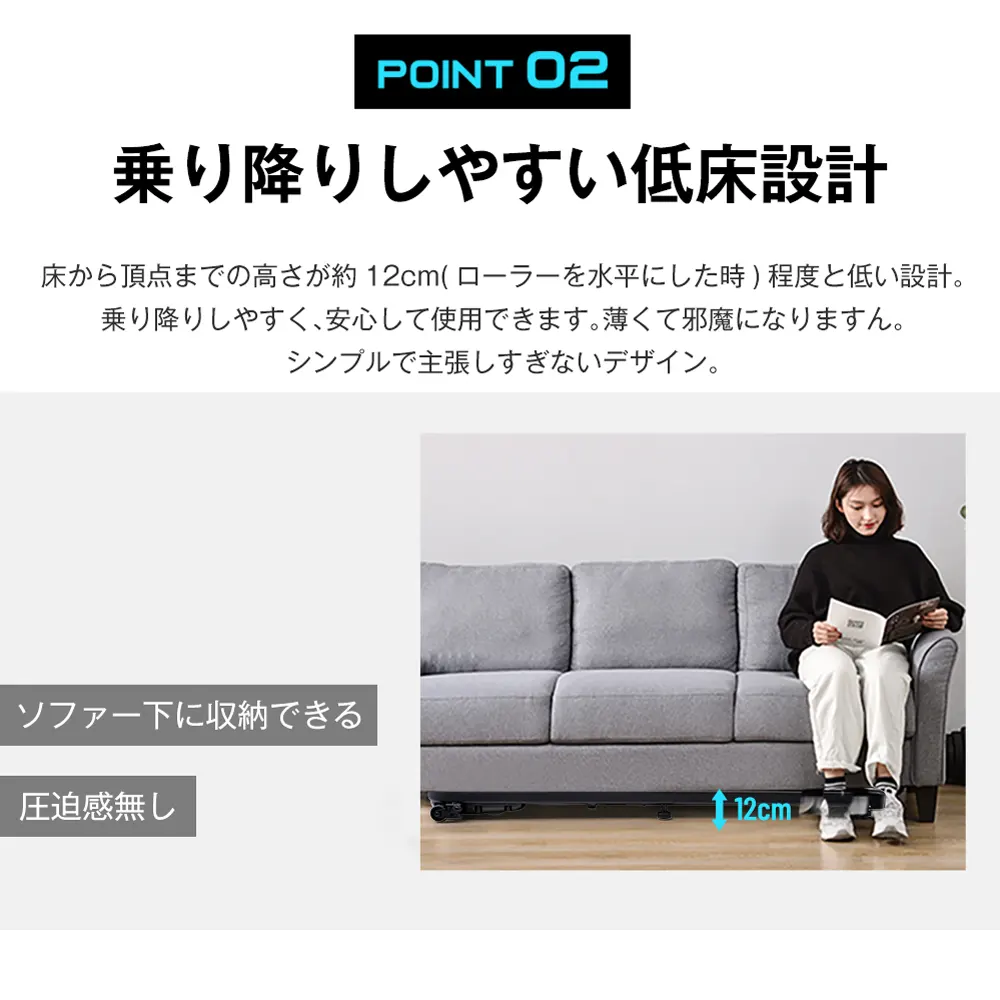 POINT 02
乗り降りしやすい低床設計
床から頂点までの高さが約 12cm( ローラーを水平にした時 ) 程度と低い設計。
乗り降りしやすく、安心して使用できます。薄くて邪魔になりますん。
シンプルで主張しすぎないデザイン。
ソファー下に収納できる
圧迫感無し
12cm